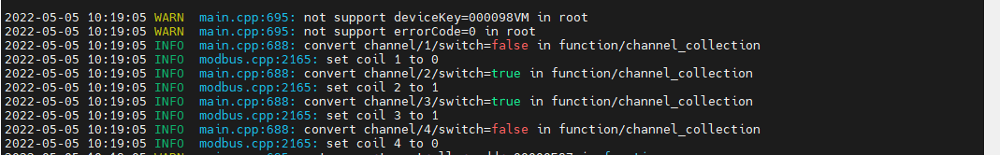 2022-05-05 10:19:05 WARN main.cpp:695: not support deviceKey=000098VM in root
2022-05-05 10:19:05 WARN main.cpp:695: not support errorCode=0 in root
2022-05-05 10:19:05 INFO main.cpp:688: convert channel/1/switch=false in function/channel_collection
2022-05-05 10:19:05 INFO modbus.cpp:2165: set coil 1 to 0
2022-05-05 10:19:05 INFO main.cpp:688: convert channel/2/switch=true in function/channel_collection
2022-05-05 10:19:05 INFO modbus.cpp:2165: set coil 2 to 1
2022-05-05 10:19:05 INFO main.cpp:688: convert channel/3/switch=true in function/channel_collection
2022-05-05 10:19:05 INFO modbus.cpp:2165: set coil 3 to 1
2022-05-05 10:19:05 INFO main.cpp:688: convert channel/4/switch=false in function/channel_collection
2022-05-05 10:19:05 INFO modbus.cpp:2165: set coil 4 to 0